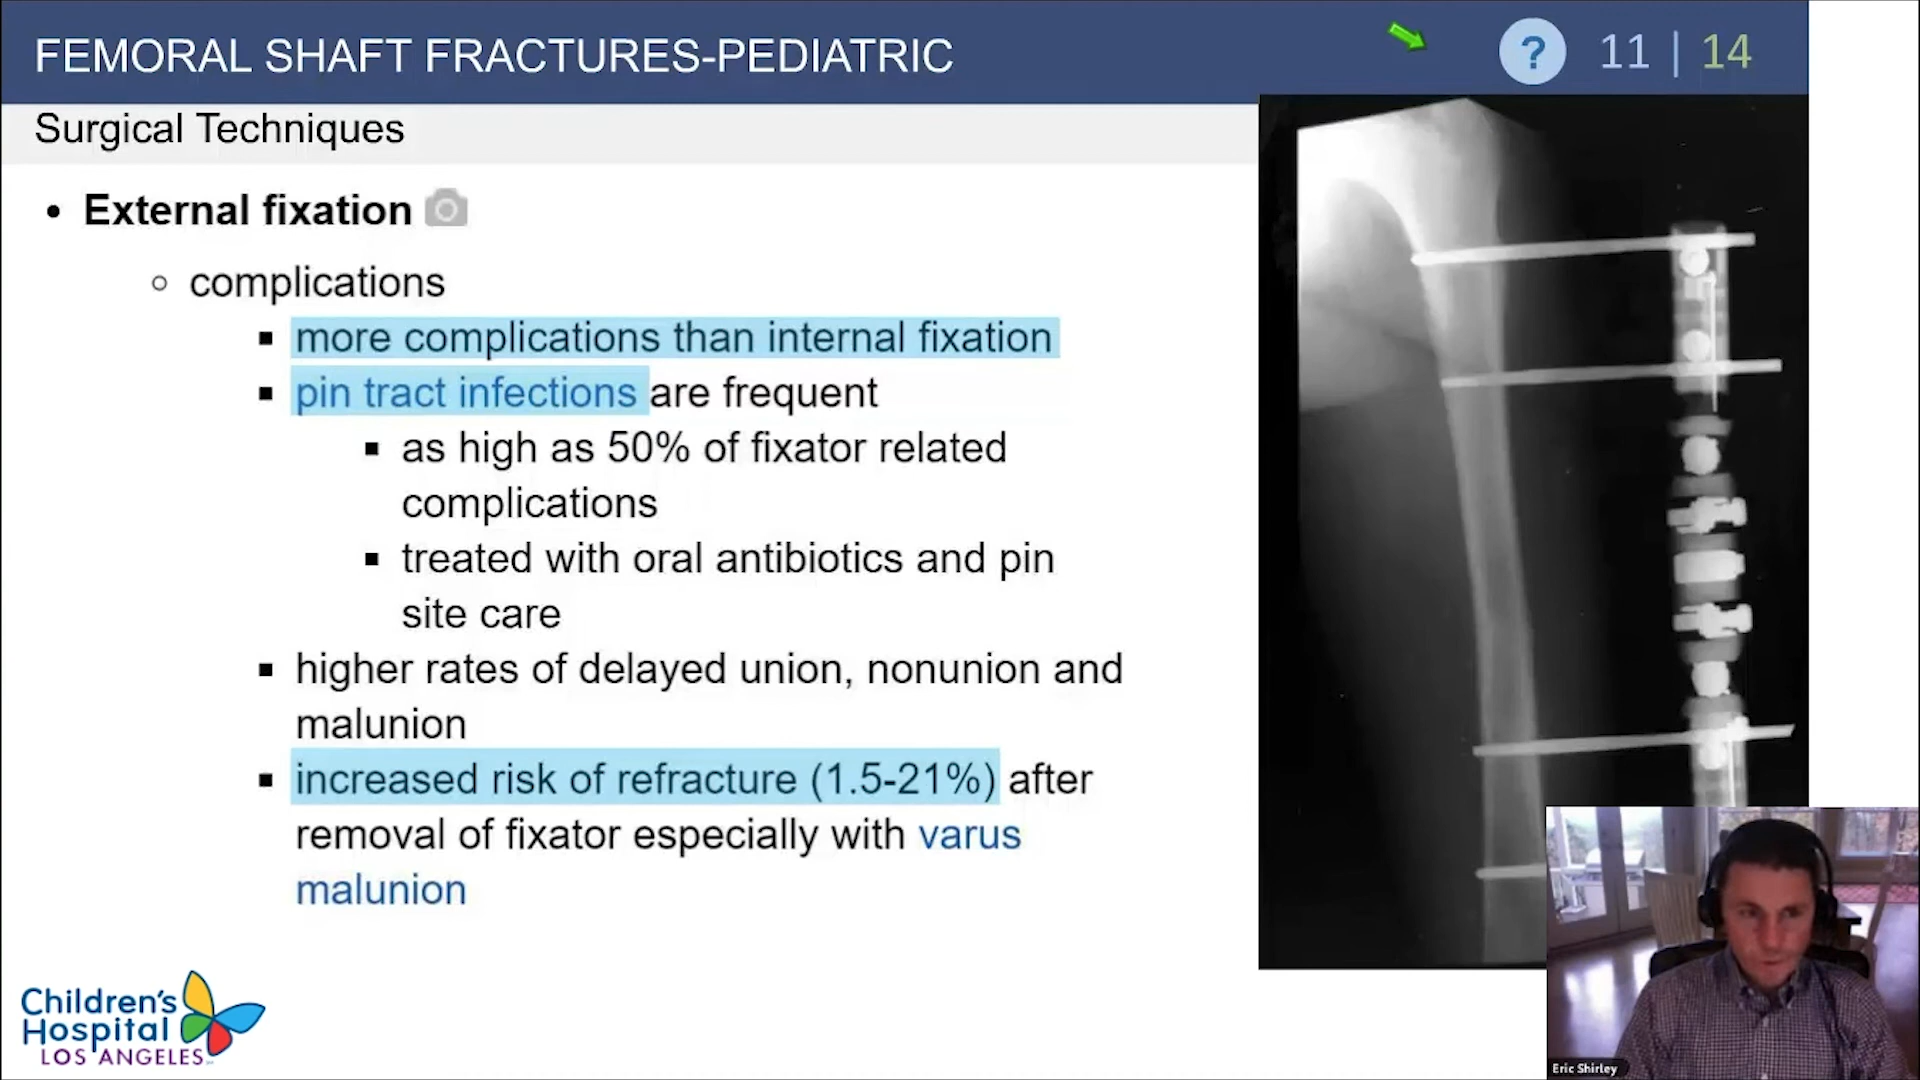 FEMORAL SHAFT FRACTURES-PEDIATRIC
? 11 | 14
Surgical Techniques
• External fixation
○ complications
▪ more complications than internal fixation
▪ pin tract infections are frequent
▪ as high as 50% of fixator related
complications
▪ treated with oral antibiotics and pin
site care
▪ higher rates of delayed union, nonunion and
malunion
▪ increased risk of refracture (1.5-21%) after
removal of fixator especially with varus
malunion
Children's
Hospital
LOS ANGELES
Eric Shirley